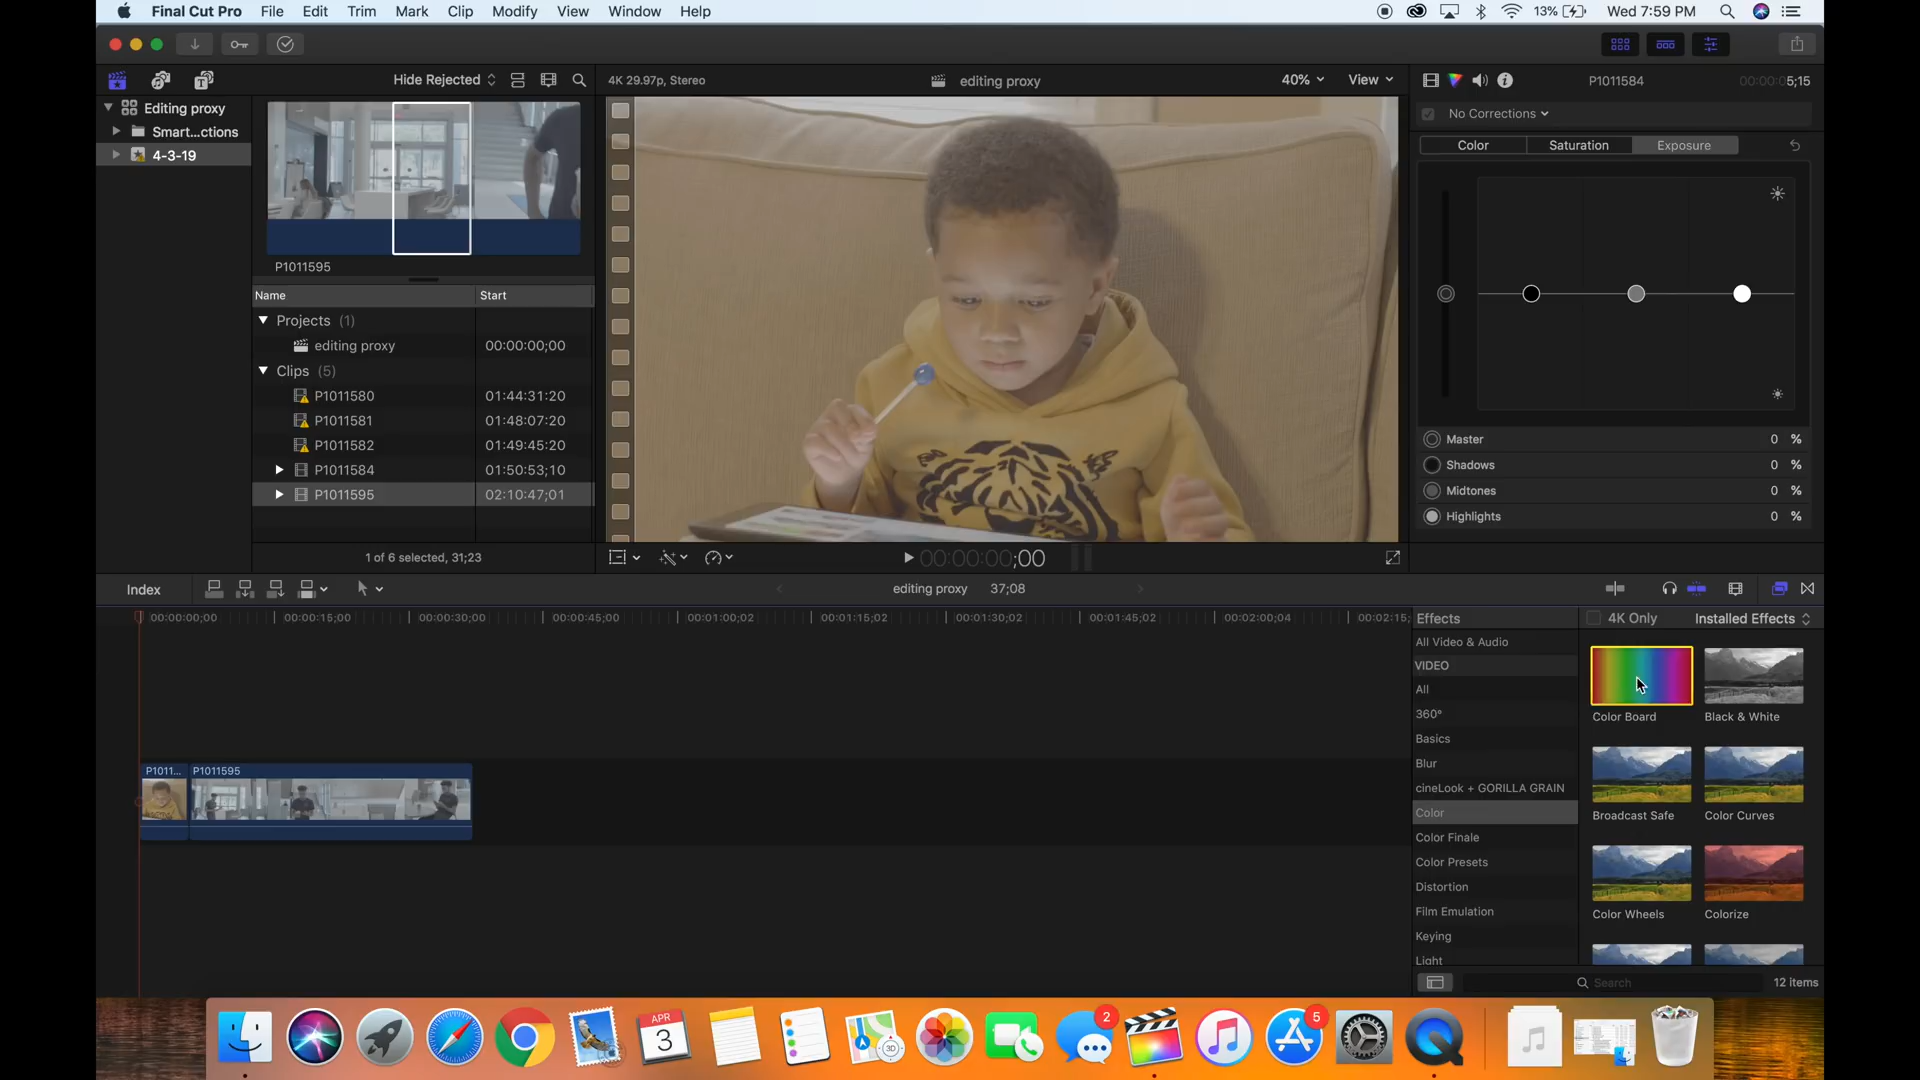 Final Cut Pro File Edit Trim Mark Clip Modify View Window Help 13% Wed 7:59 PM
Hide Rejected 4K 29.97p, Stereo editing proxy 40% View P1011584 00:00:05;15
Editing proxy
Smart...ctions
4-3-19
P1011595
No Corrections
Color Saturation Exposure
Name Start
Projects (1)
editing proxy 00:00:00;00
Clips (5)
P1011580 01:44:31:20
P1011581 01:48:07:20
P1011582 01:49:45:20
P1011584 01:50:53;10
P1011595 02:10:47;01
1 of 6 selected, 31;23
00:00:00;00
Master 0 %
Shadows 0 %
Midtones 0 %
Highlights 0 %
Index editing proxy 37;08
00:00:00;00 00:00:15;00 00:00:30;00 00:00:45;00 00:01:00;02 00:01:15;02 00:01:30;02 00:01:45;02 00:02:00;04 00:02:15;
P1011... P1011595
Effects 4K Only Installed Effects
All Video & Audio
VIDEO
All
360°
Basics
Blur
cineLook + GORILLA GRAIN
Color
Color Finale
Color Presets
Distortion
Film Emulation
Keying
Light
Color Board Black & White
Broadcast Safe Color Curves
Color Wheels Colorize
Search 12 items
APR
3
3D
2
5